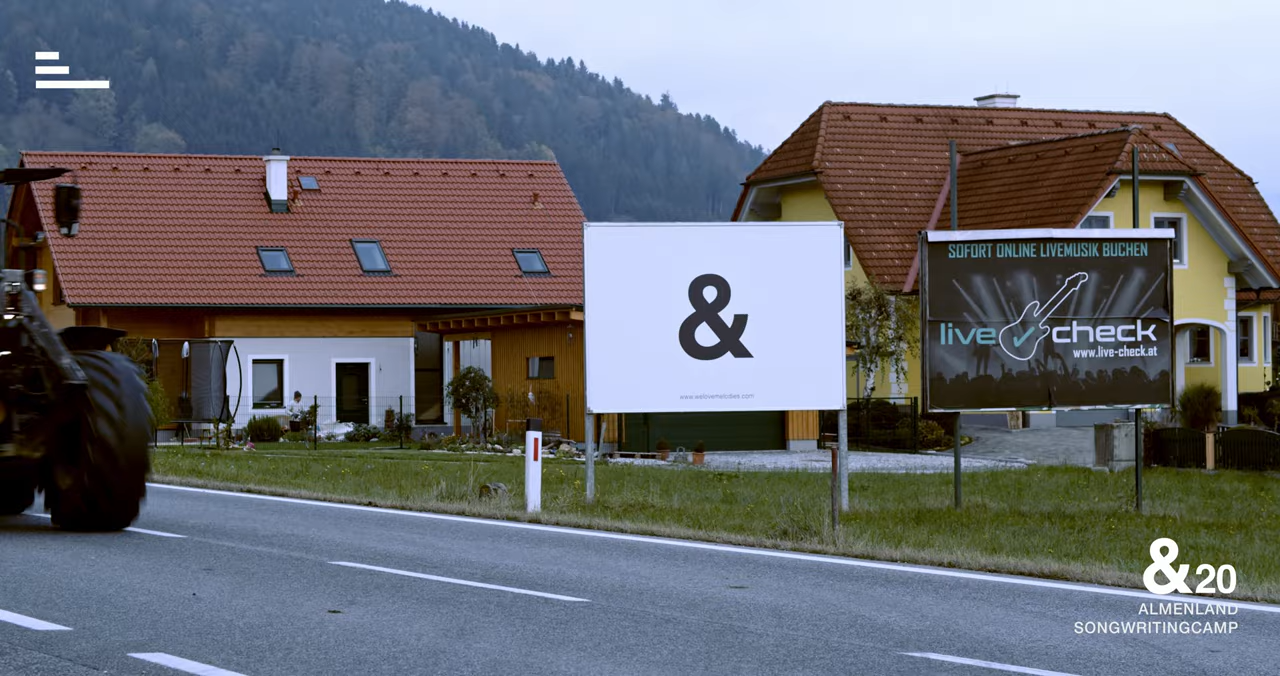 &
www.welovemelodies.com
SOFORT ONLINE LIVEMUSIK BUCHEN
live check
www.live-check.at
&20
ALMENLAND
SONGWRITINGCAMP